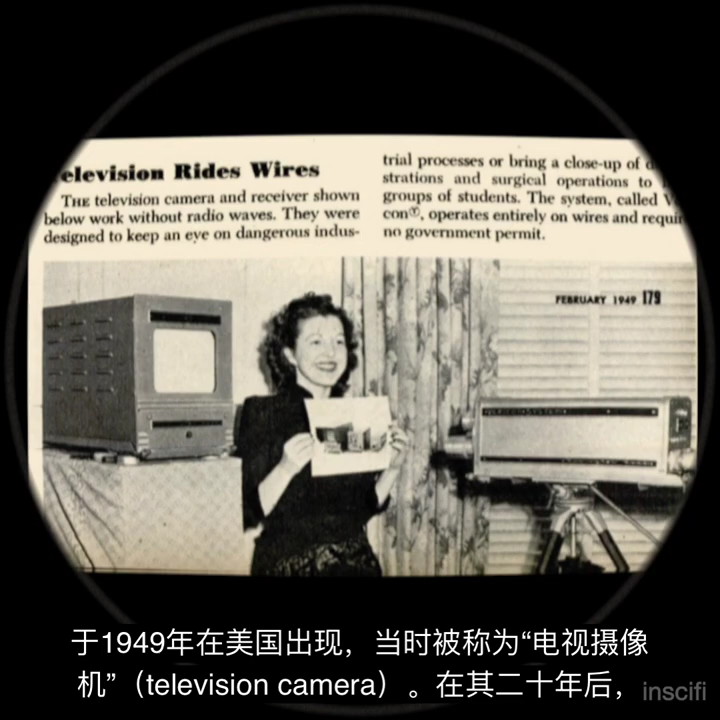 elevision Rides Wires
THE television camera and receiver shown
below work without radio waves. They were
designed to keep an eye on dangerous indus-
trial processes or bring a close-up of
strations and surgical operations to
groups of students. The system, called
con®, operates entirely on wires and requir
no government permit.
FEBRUARY 1949 179
于1949年在美国出现，当时被称为“电视摄像
机”（television camera）。在其二十年后，
inscifi